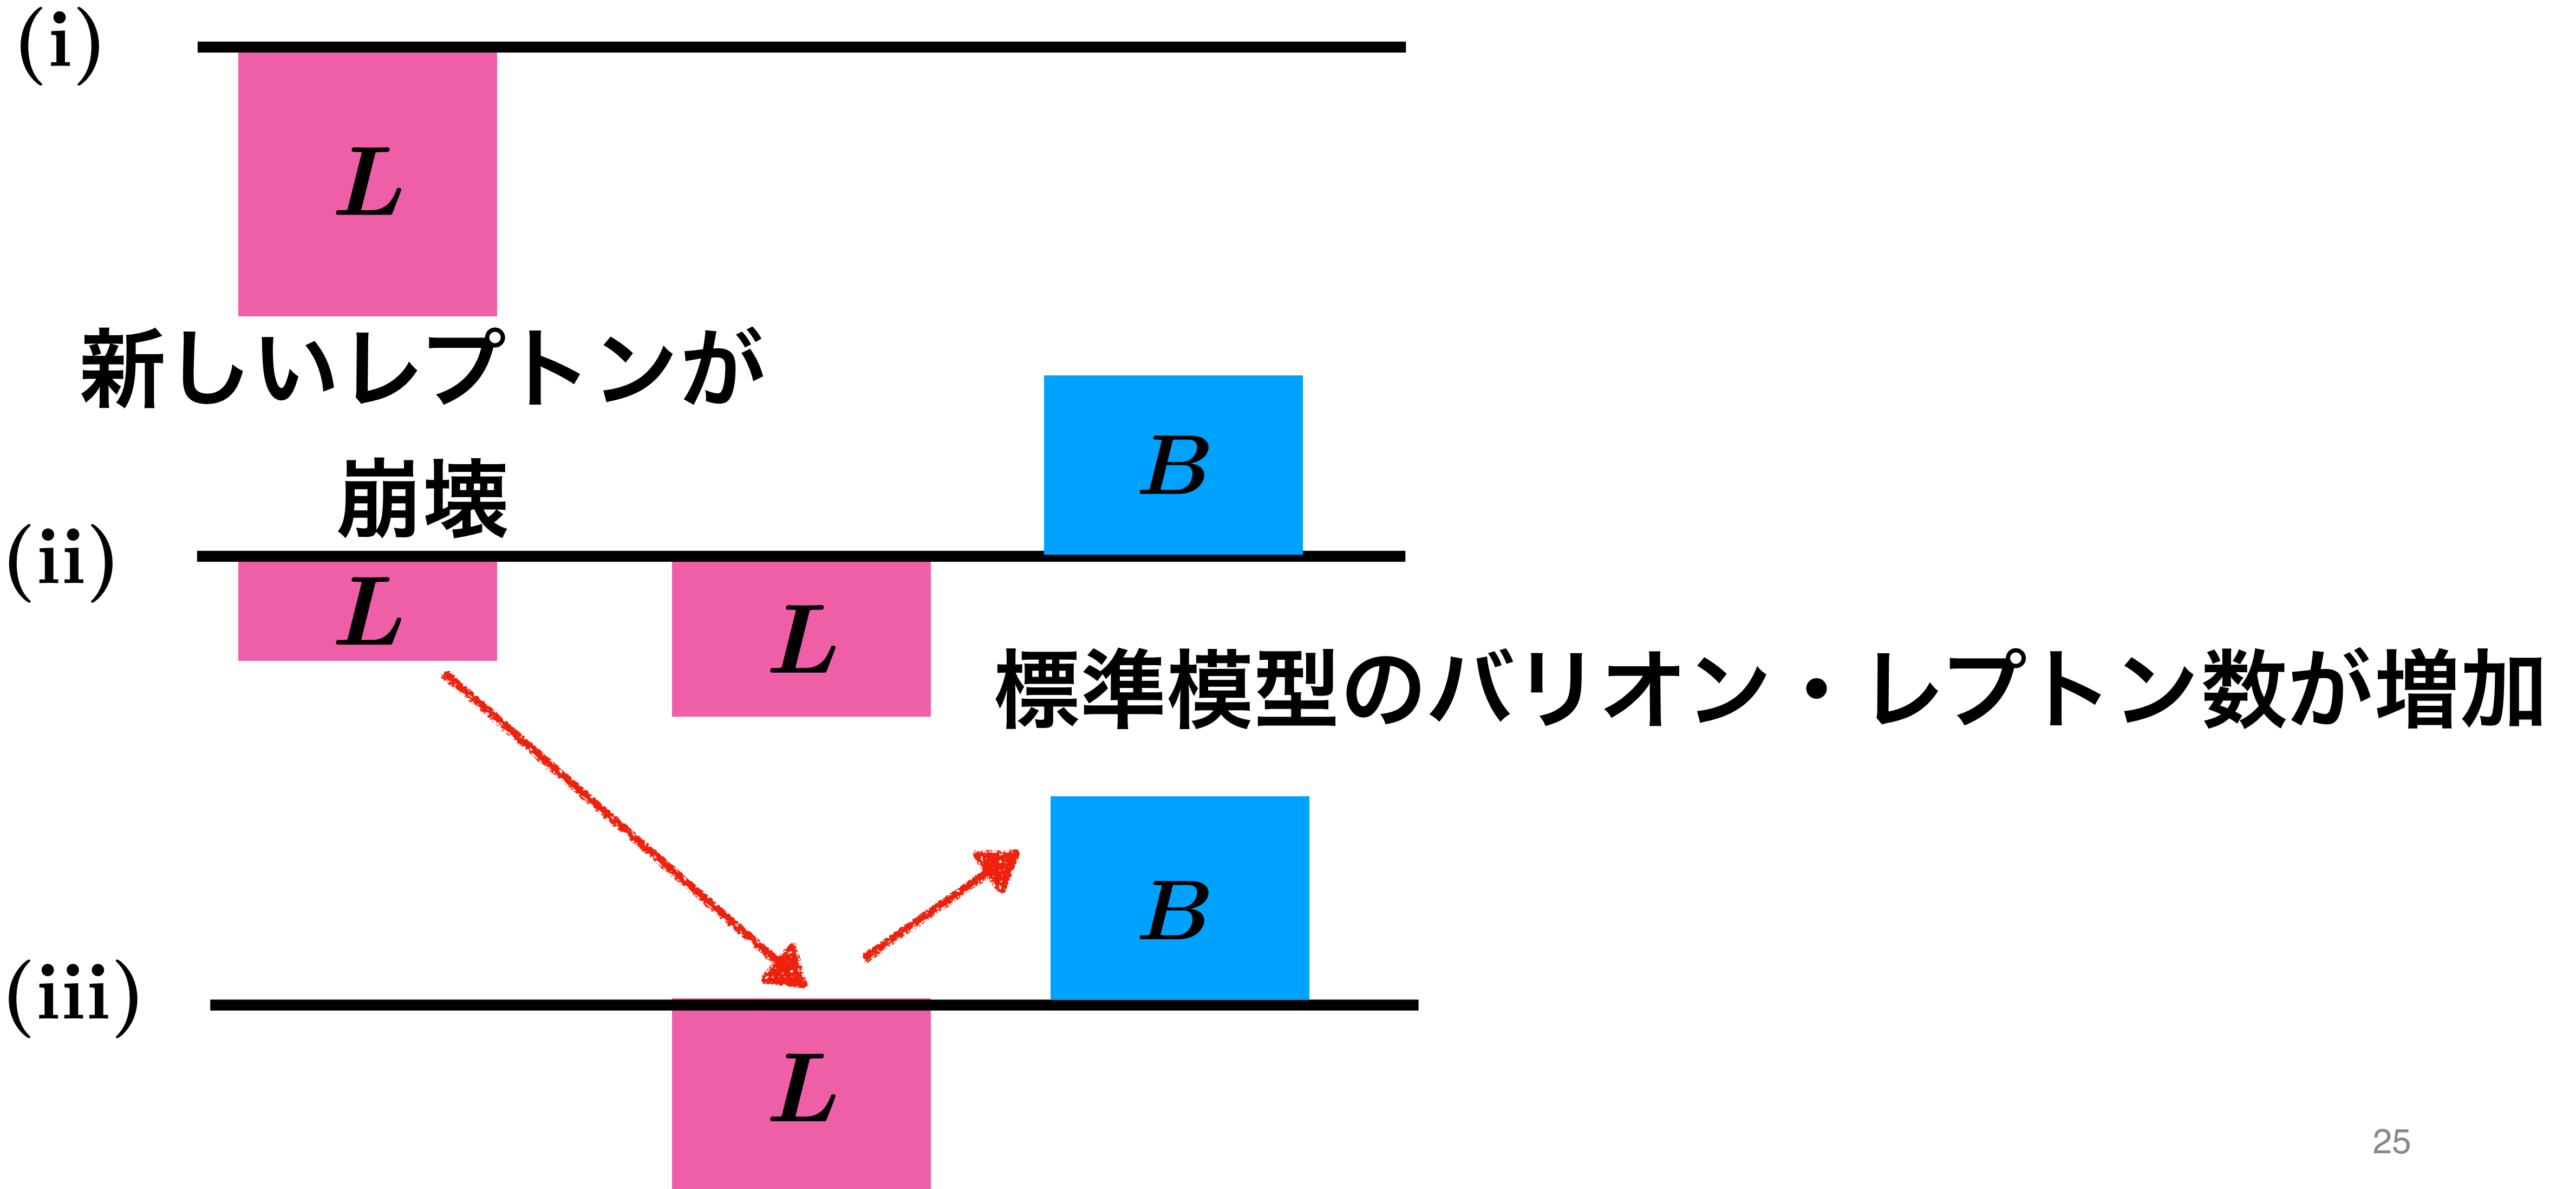 (i)
L
新しいレプトンが
崩壊
B
(ii)
L
L
標準模型のバリオン・レプトン数が増加
B
(iii)
L
25